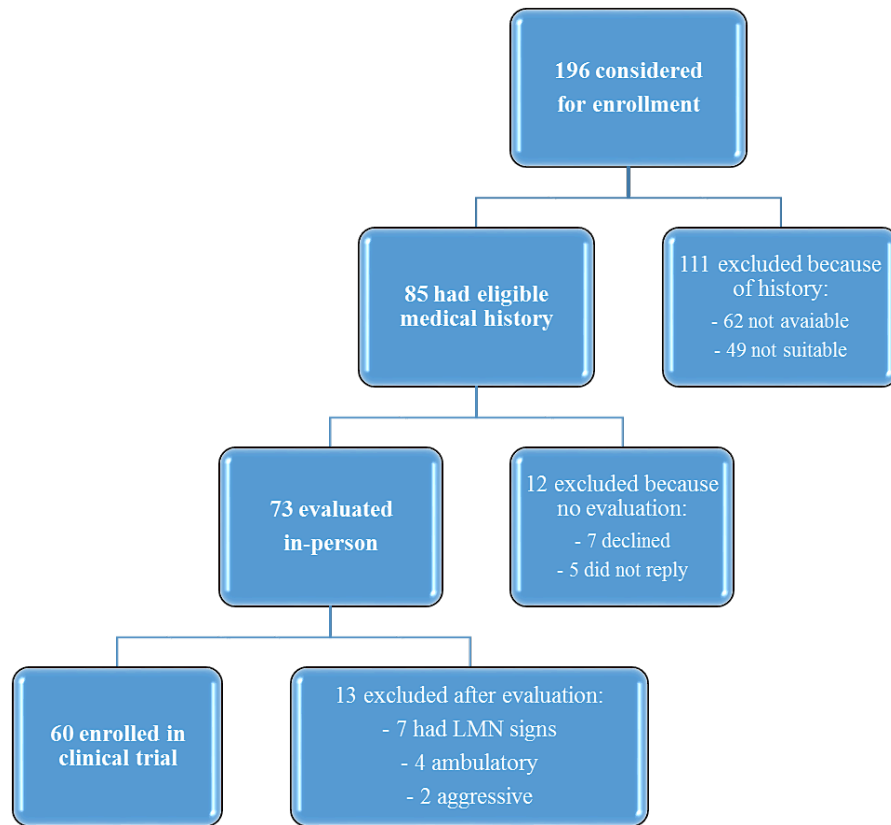 196 considered
for enrollment
85 had eligible
medical history
111 excluded because
of history:
- 62 not avaiable
- 49 not suitable
73 evaluated
in-person
12 excluded because
no evaluation:
- 7 declined
- 5 did not reply
60 enrolled in
clinical trial
13 excluded after evaluation:
- 7 had LMN signs
- 4 ambulatory
- 2 aggressive